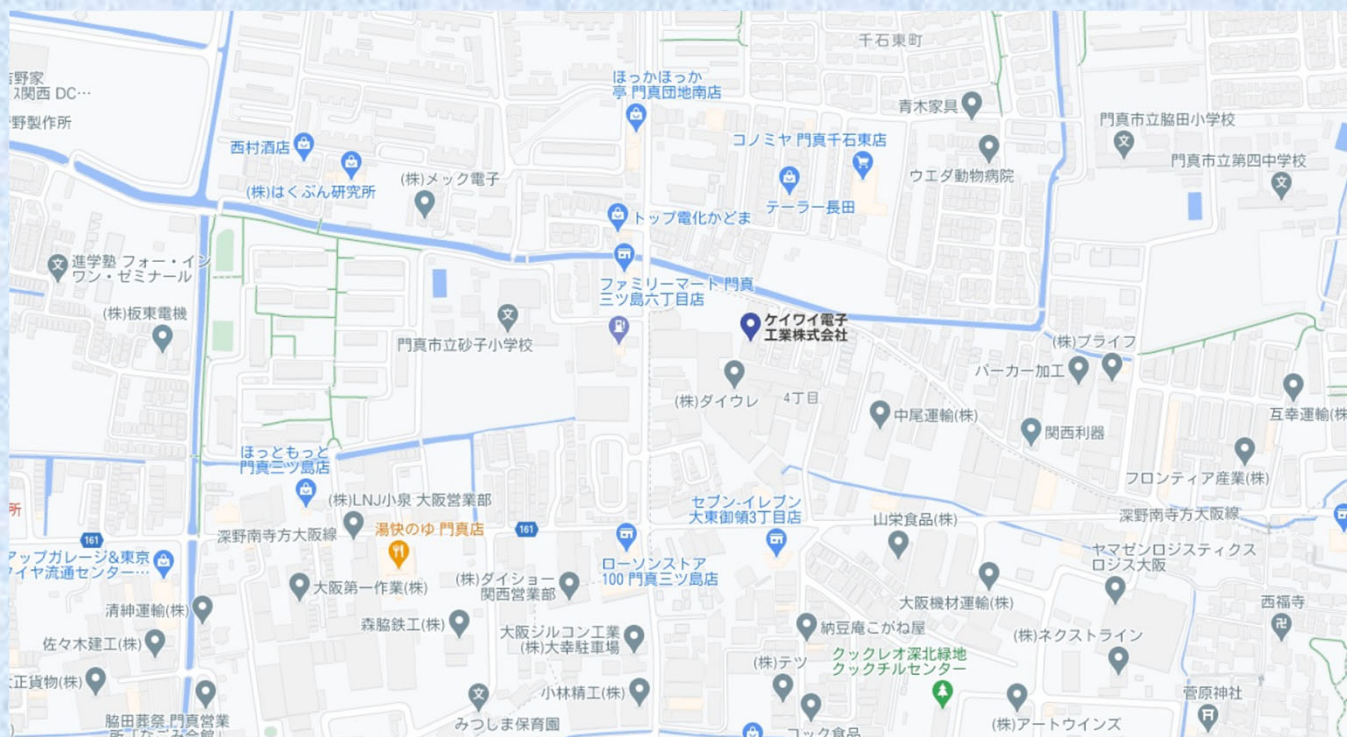 千石東町
吉野家
ス関西 DC…
野製作所
ほっかほっか
亭 門真団地南店
青木家具
門真市立脇田小学校
コノミヤ 門真千石東店
西村酒店
門真市立第四中学校
(株)はくぶん研究所
(株)メック電子
ウエダ動物病院
テーラー長田
トップ電化かどま
進学塾 フォー・イン
ワン・ゼミナール
ファミリーマート 門真
三ツ島六丁目店
(株)板東電機
ケイワイ電子
工業株式会社
門真市立砂子小学校
(株)プライフ
パーカー加工
(株)ダイウレ
4丁目
中尾運輸(株)
互幸運輸(株
関西利器
ほっともっと
門真三ツ島店
フロンティア産業(株)
(株)LNJ小泉 大阪営業部
セブン-イレブン
大東御領3丁目店
所
深野南寺方大阪線
湯快のゆ 門真店
161
山栄食品(株)
深野南寺方大阪線
161
アップガレージ&東京
タイヤ流通センター…
ローソンストア
100 門真三ツ島店
ヤマゼンロジスティクス
ロジス大阪
大阪第一作業(株)
(株)ダイショー
関西営業部
大阪機材運輸(株)
清紳運輸(株)
西福寺
森脇鉄工(株)
大阪ジルコン工業
(株)大幸駐車場
納豆庵こがね屋
(株)ネクストライン
佐々木建工(株)
クックレオ深北緑地
クックチルセンター
(株)テツ
大正貨物(株)
小林精工(株)
菅原神社
脇田葬祭 門真営業
所「なごみ会館」
みつしま保育園
コック食品
(株)アートウインズ